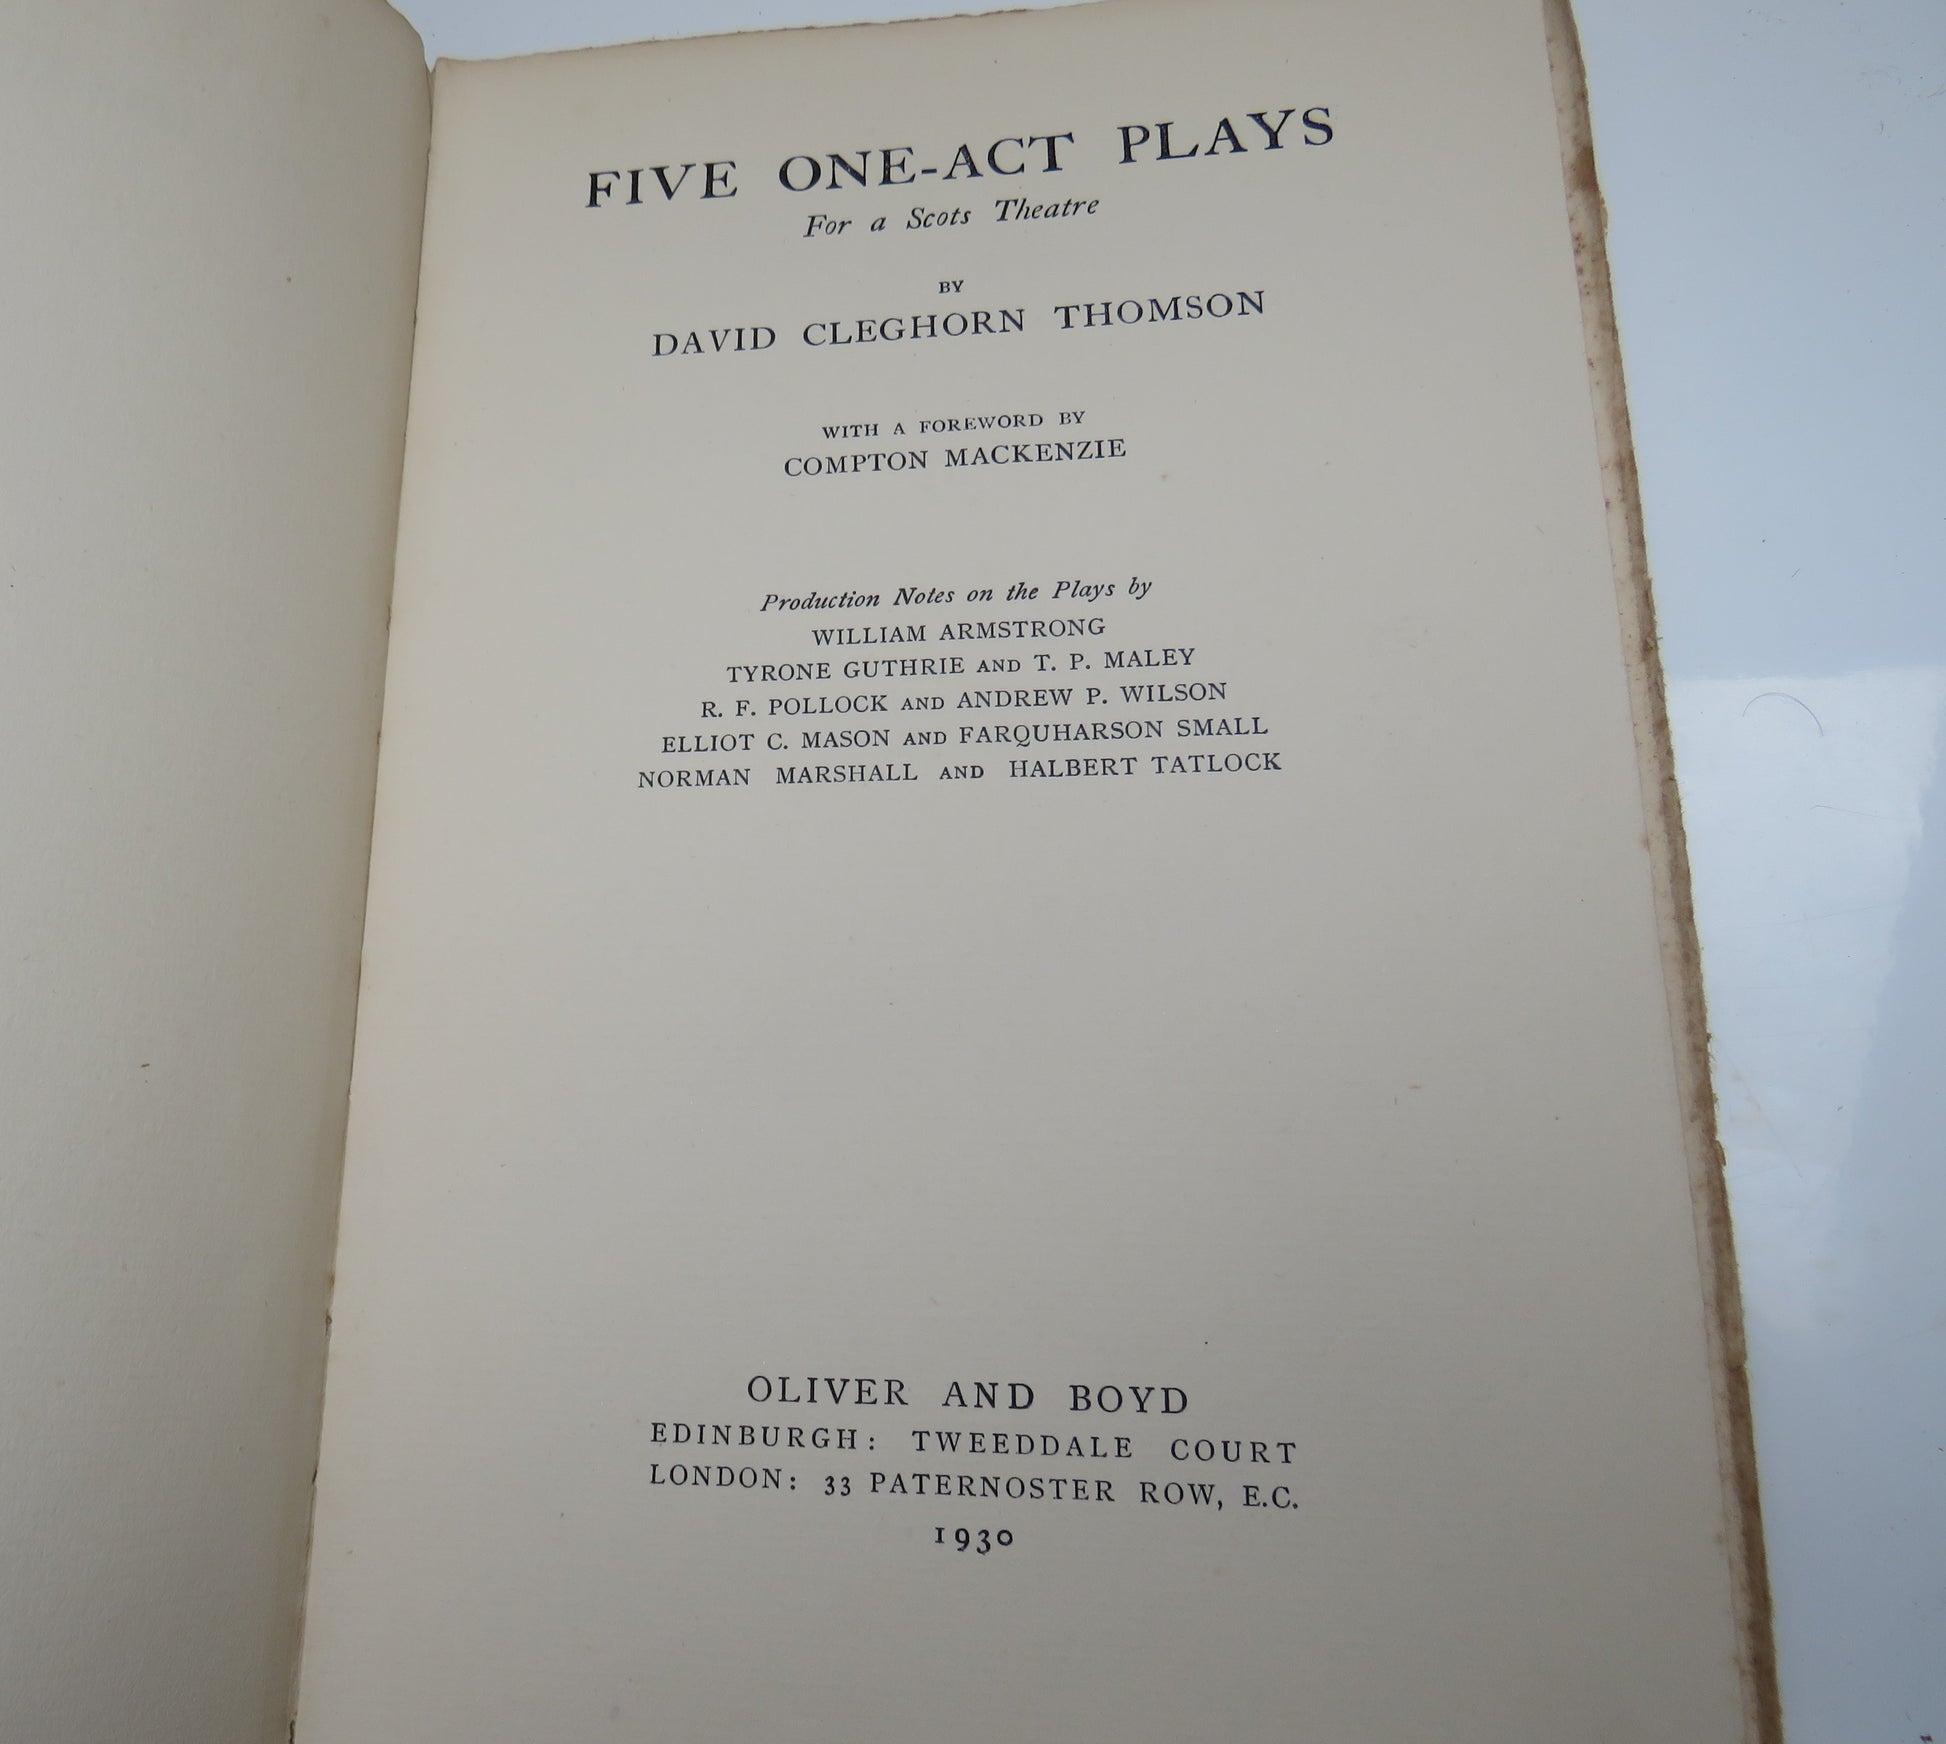 FIVE ONE-ACT PLAYS
For a Scots Theatre
BY
DAVID CLEGHORN THOMSON
WITH A FOREWORD BY
COMPTON MACKENZIE
Production Notes on the Plays by
WILLIAM ARMSTRONG
TYRONE GUTHRIE AND T. P. MALEY
R. F. POLLOCK AND ANDREW P. WILSON
ELLIOT C. MASON AND FARQUHARSON SMALL
NORMAN MARSHALL AND HALBERT TATLOCK
OLIVER AND BOYD
EDINBURGH: TWEEDDALE COURT
LONDON: 33 PATERNOSTER ROW, E.C.
1930